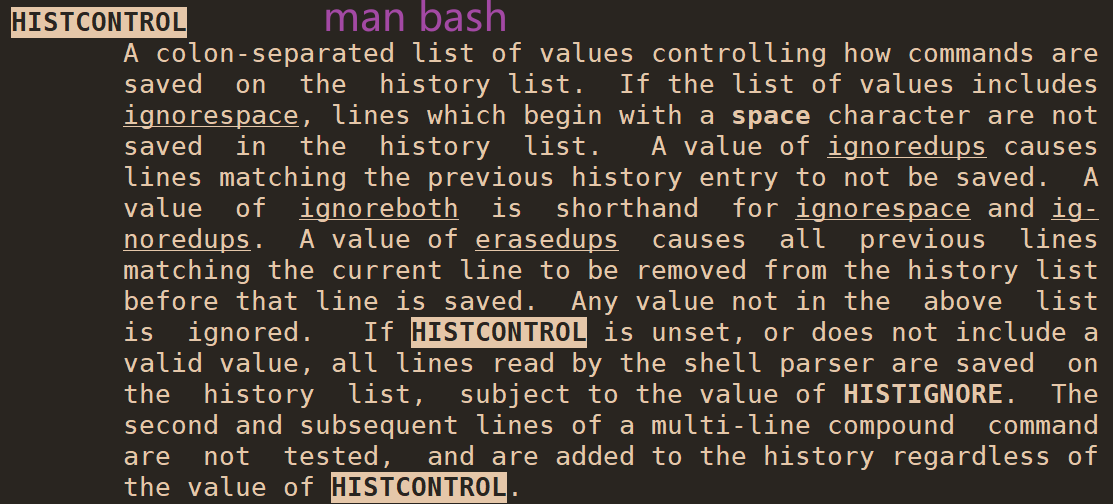 HISTCONTROL man bash
A colon-separated list of values controlling how commands are
saved on the history list. If the list of values includes
ignorespace, lines which begin with a space character are not
saved in the history list. A value of ignoredups causes
lines matching the previous history entry to not be saved. A
value of ignoreboth is shorthand for ignorespace and ig-
noredups. A value of erasedups causes all previous lines
matching the current line to be removed from the history list
before that line is saved. Any value not in the above list
is ignored. If HISTCONTROL is unset, or does not include a
valid value, all lines read by the shell parser are saved on
the history list, subject to the value of HISTIGNORE. The
second and subsequent lines of a multi-line compound command
are not tested, and are added to the history regardless of
the value of HISTCONTROL.